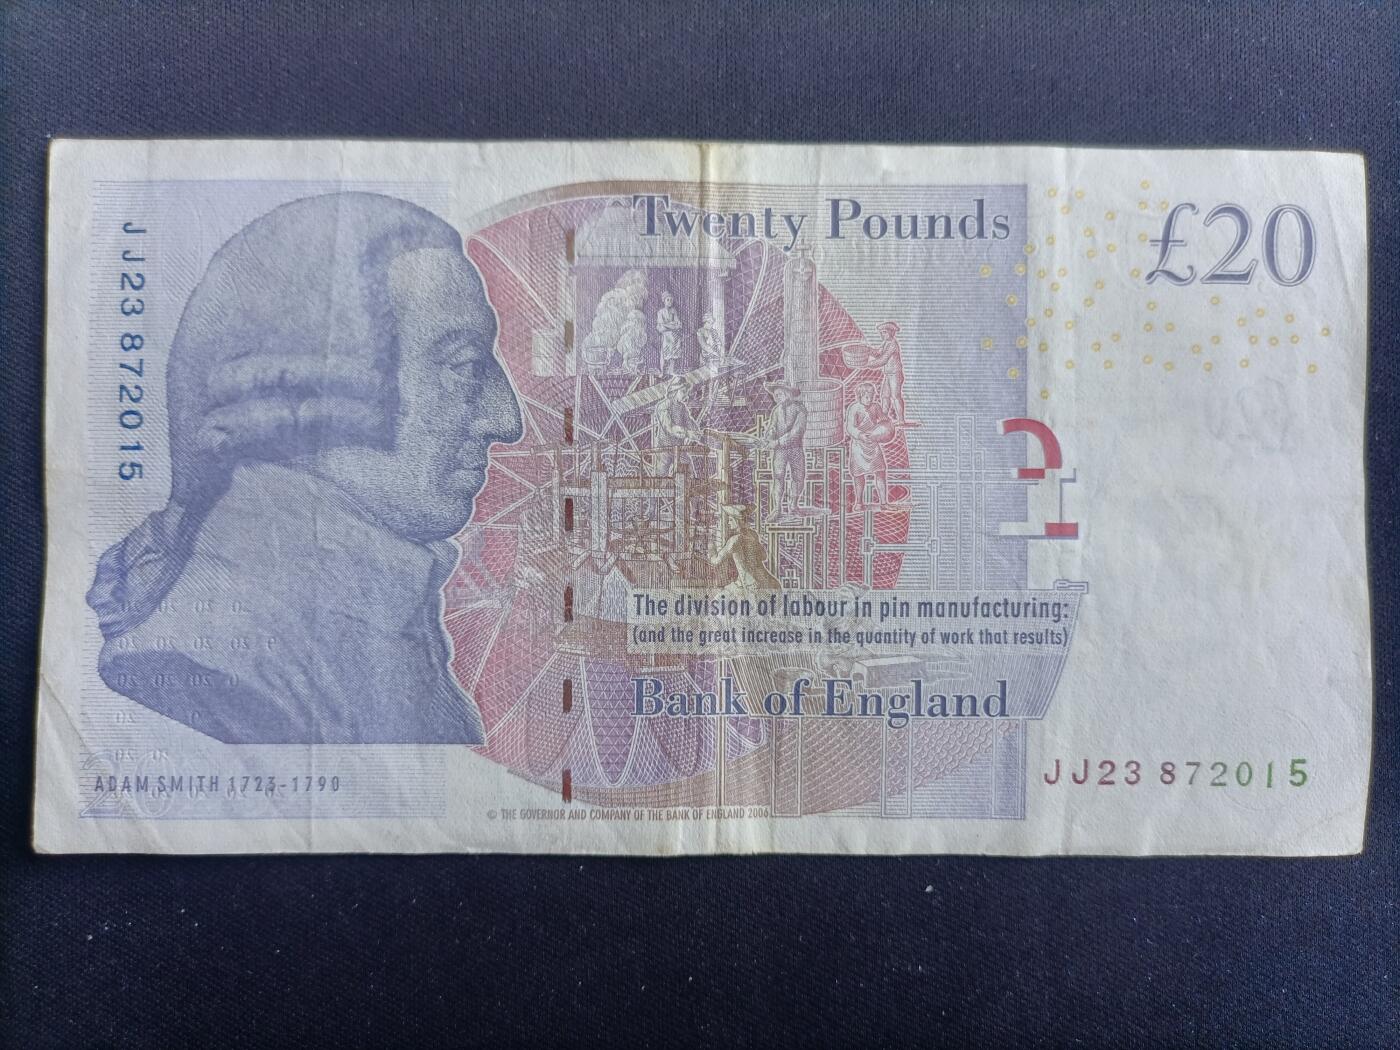 Twenty Pounds
£20
JJ23 872015
The division of labour in pin manufacturing:
(and the great increase in the quantity of work that results)
Bank of England
JJ23 872015
ADAM SMITH 1723-1790
© THE GOVERNOR AND COMPANY OF THE BANK OF ENGLAND 2006